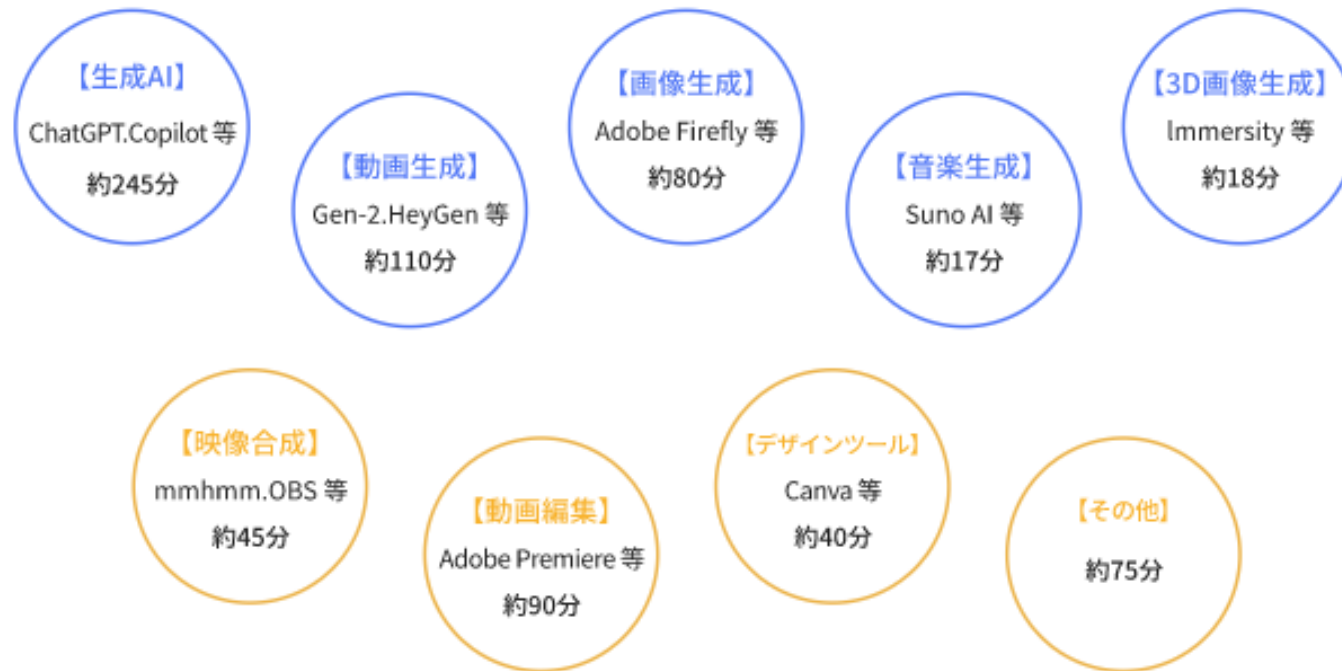 【生成AI】
ChatGPT.Copilot 等
約245分
【動画生成】
Gen-2.HeyGen 等
約110分
【画像生成】
Adobe Firefly 等
約80分
【音楽生成】
Suno AI 等
約17分
【3D画像生成】
lmmersity 等
約18分
【映像合成】
mmhmm.OBS 等
約45分
【動画編集】
Adobe Premiere 等
約90分
【デザインツール】
Canva 等
約40分
【その他】
約75分